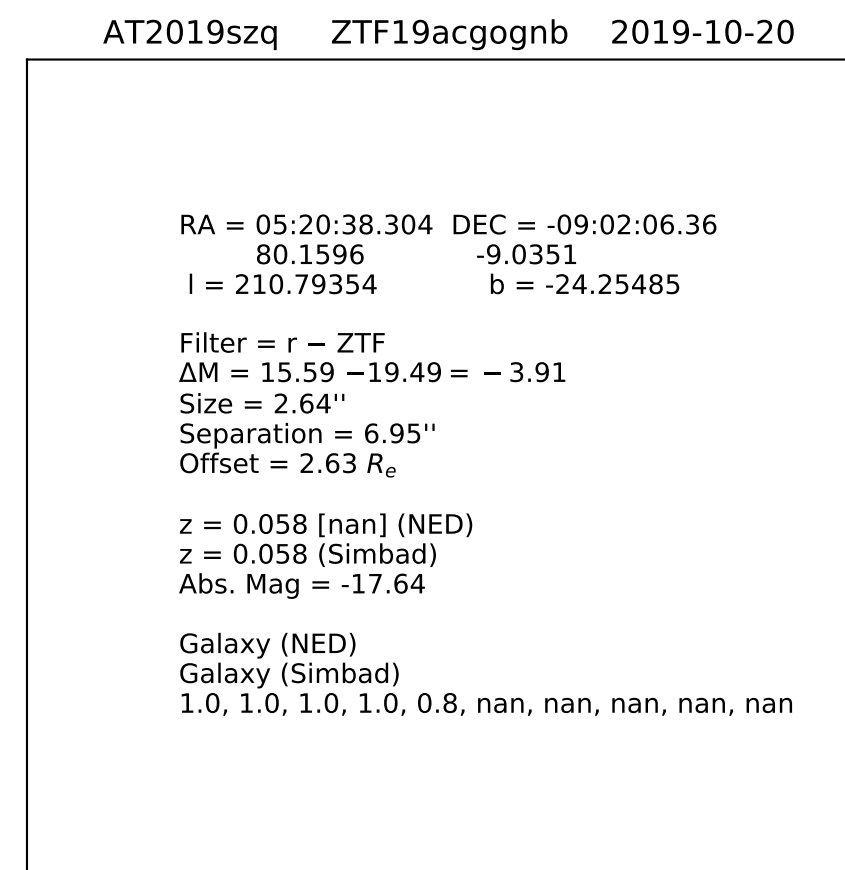 AT2019szq ZTF19acgognb 2019-10-20
RA = 05:20:38.304 DEC = -09:02:06.36
80.1596 -9.0351
l = 210.79354 b = -24.25485
Filter = r − ZTF
ΔM = 15.59 −19.49 = − 3.91
Size = 2.64''
Separation = 6.95''
Offset = 2.63 Re
z = 0.058 [nan] (NED)
z = 0.058 (Simbad)
Abs. Mag = -17.64
Galaxy (NED)
Galaxy (Simbad)
1.0, 1.0, 1.0, 1.0, 0.8, nan, nan, nan, nan, nan